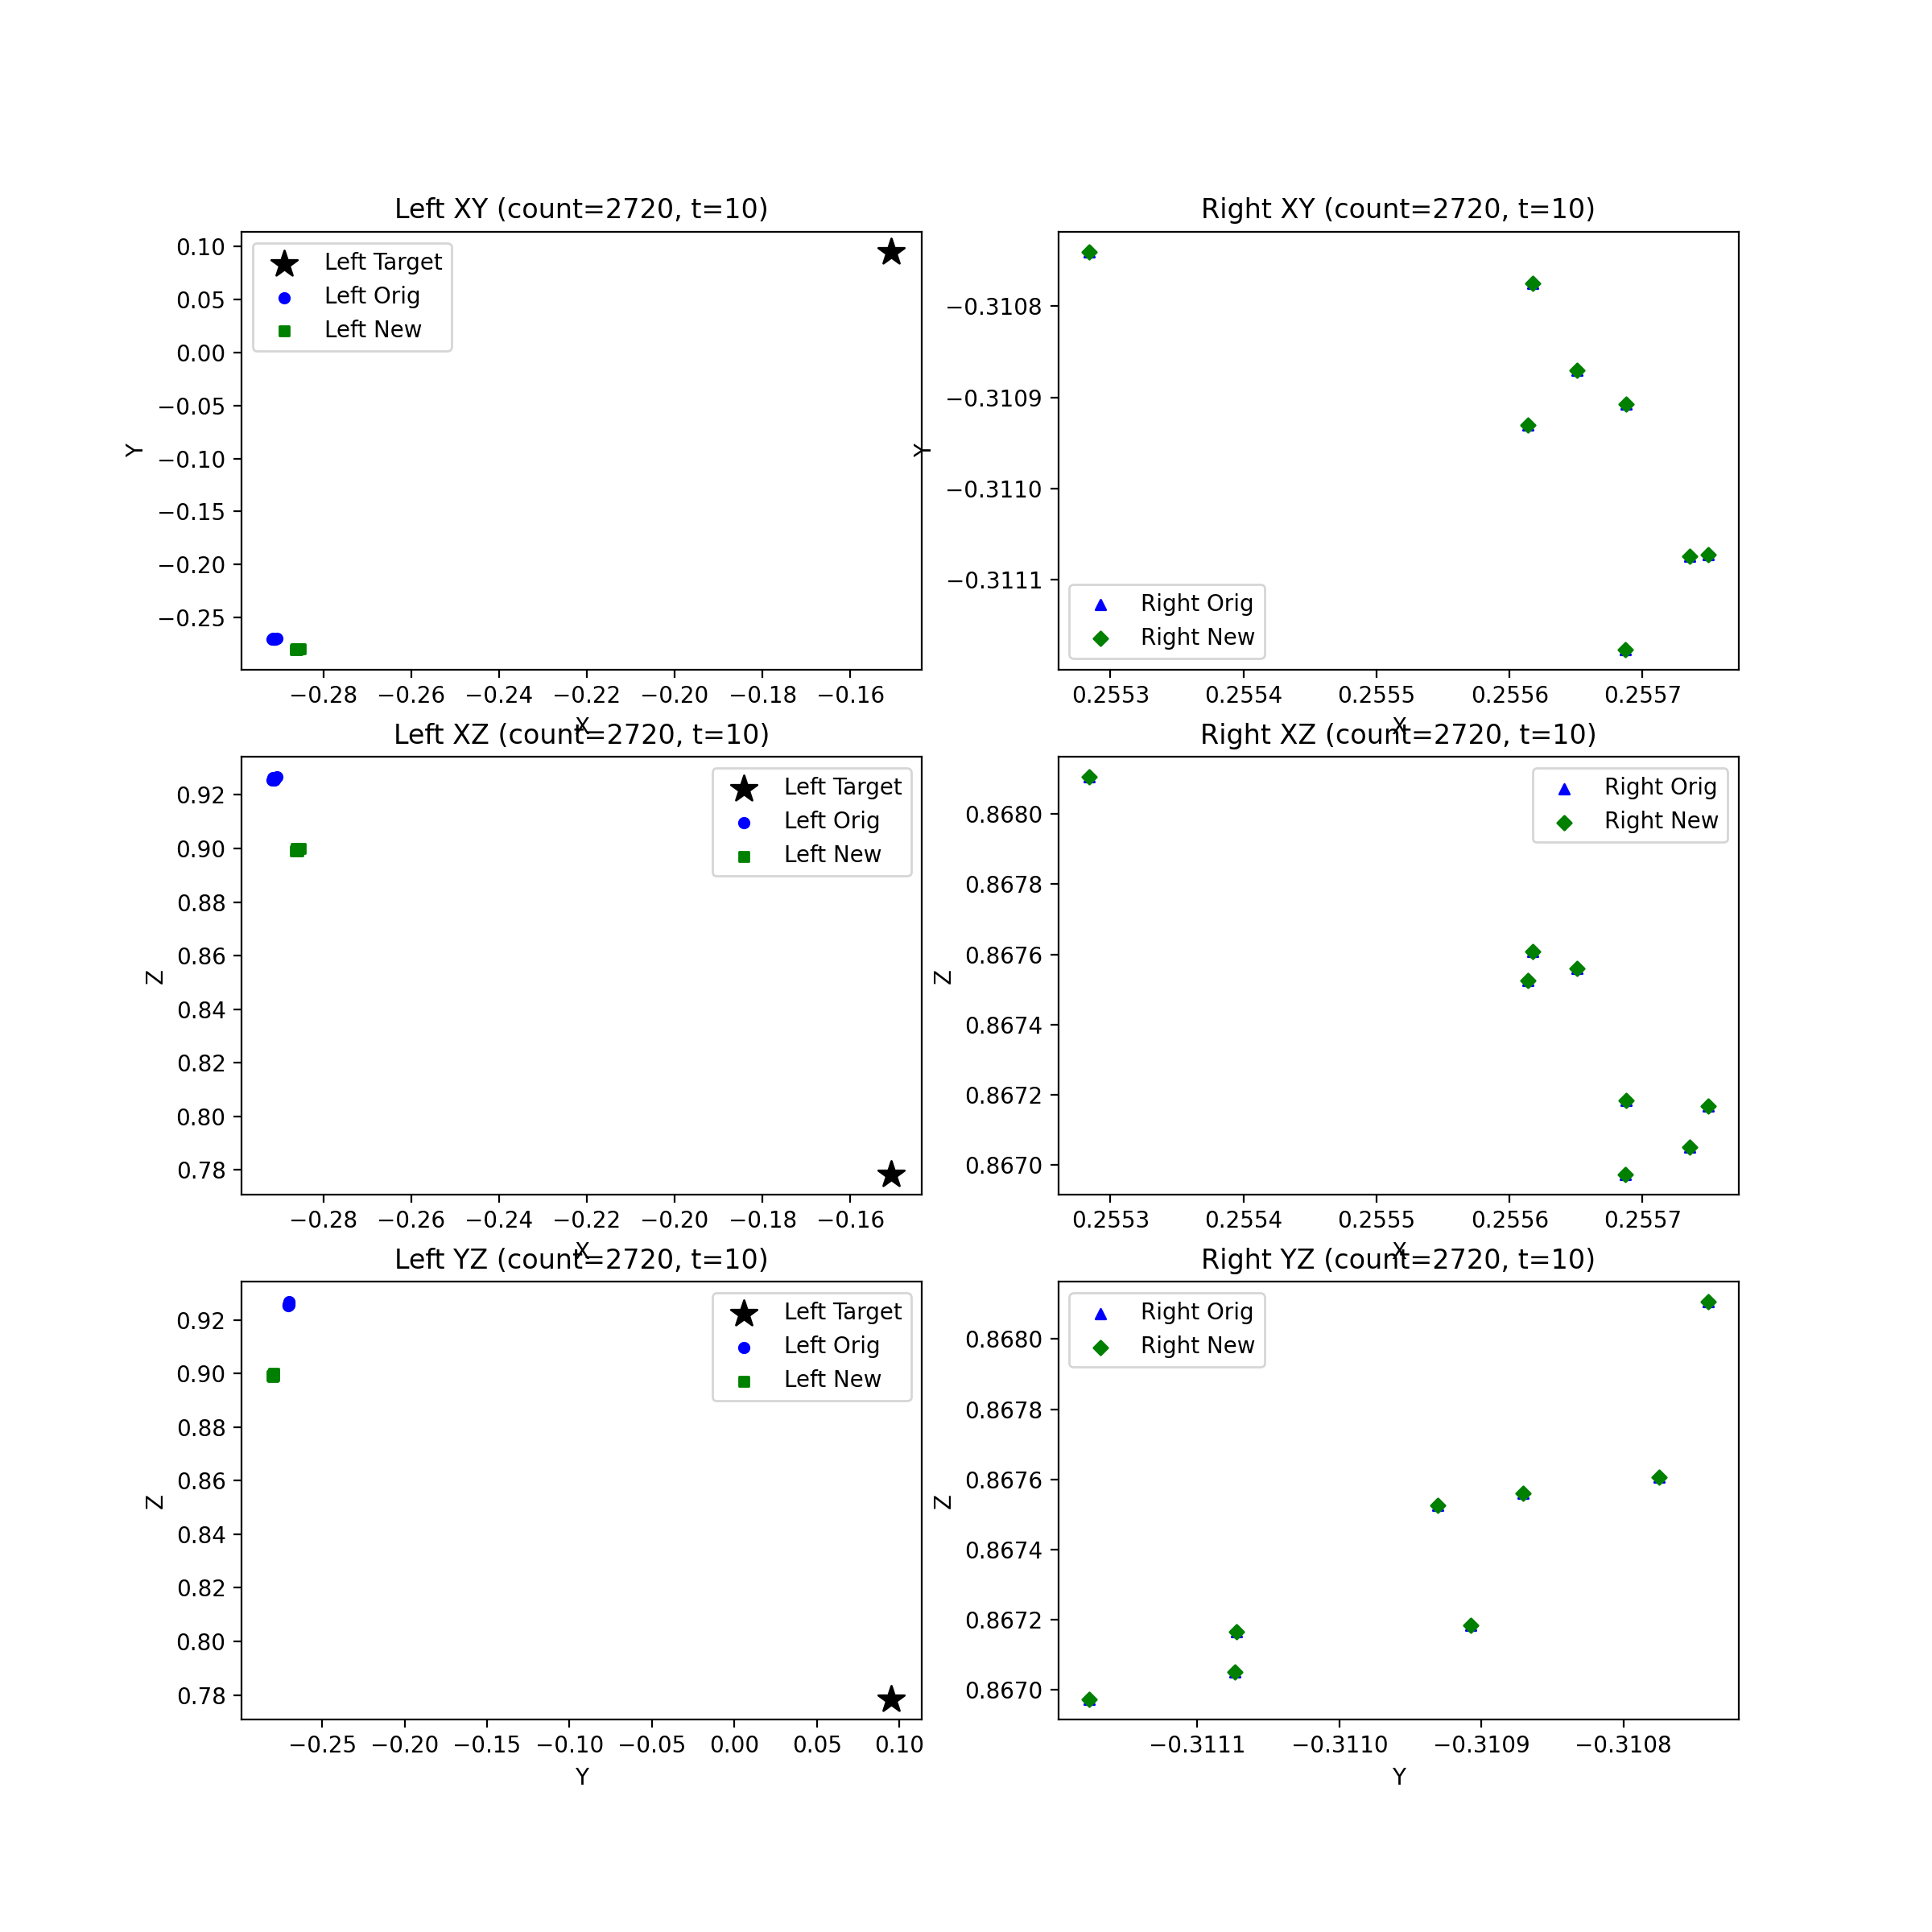 Left XY (count=2720, t=10)
Left Target
Left Orig
Left New
0.10
0.05
0.00
−0.05
−0.10
−0.15
−0.20
−0.25
Y
−0.28 −0.26 −0.24 −0.22 −0.20 −0.18 −0.16
X
Right XY (count=2720, t=10)
−0.3108
−0.3109
−0.3110
−0.3111
Y
Right Orig
Right New
0.2553 0.2554 0.2555 0.2556 0.2557
X
Left XZ (count=2720, t=10)
Left Target
Left Orig
Left New
0.92
0.90
0.88
0.86
0.84
0.82
0.80
0.78
Z
−0.28 −0.26 −0.24 −0.22 −0.20 −0.18 −0.16
X
Right XZ (count=2720, t=10)
Right Orig
Right New
0.8680
0.8678
0.8676
0.8674
0.8672
0.8670
Z
0.2553 0.2554 0.2555 0.2556 0.2557
X
Left YZ (count=2720, t=10)
Left Target
Left Orig
Left New
0.92
0.90
0.88
0.86
0.84
0.82
0.80
0.78
Z
−0.25 −0.20 −0.15 −0.10 −0.05 0.00 0.05 0.10
Y
Right YZ (count=2720, t=10)
Right Orig
Right New
0.8680
0.8678
0.8676
0.8674
0.8672
0.8670
Z
−0.3111 −0.3110 −0.3109 −0.3108
Y